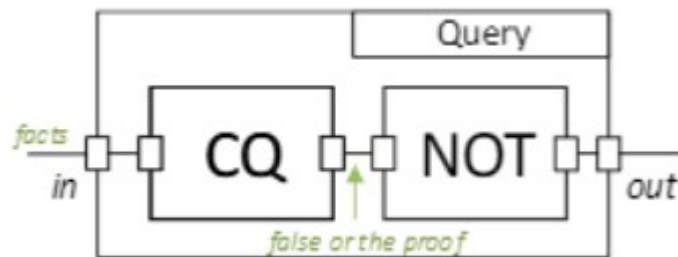 Query
facts
CQ
NOT
in
out
false or the proof